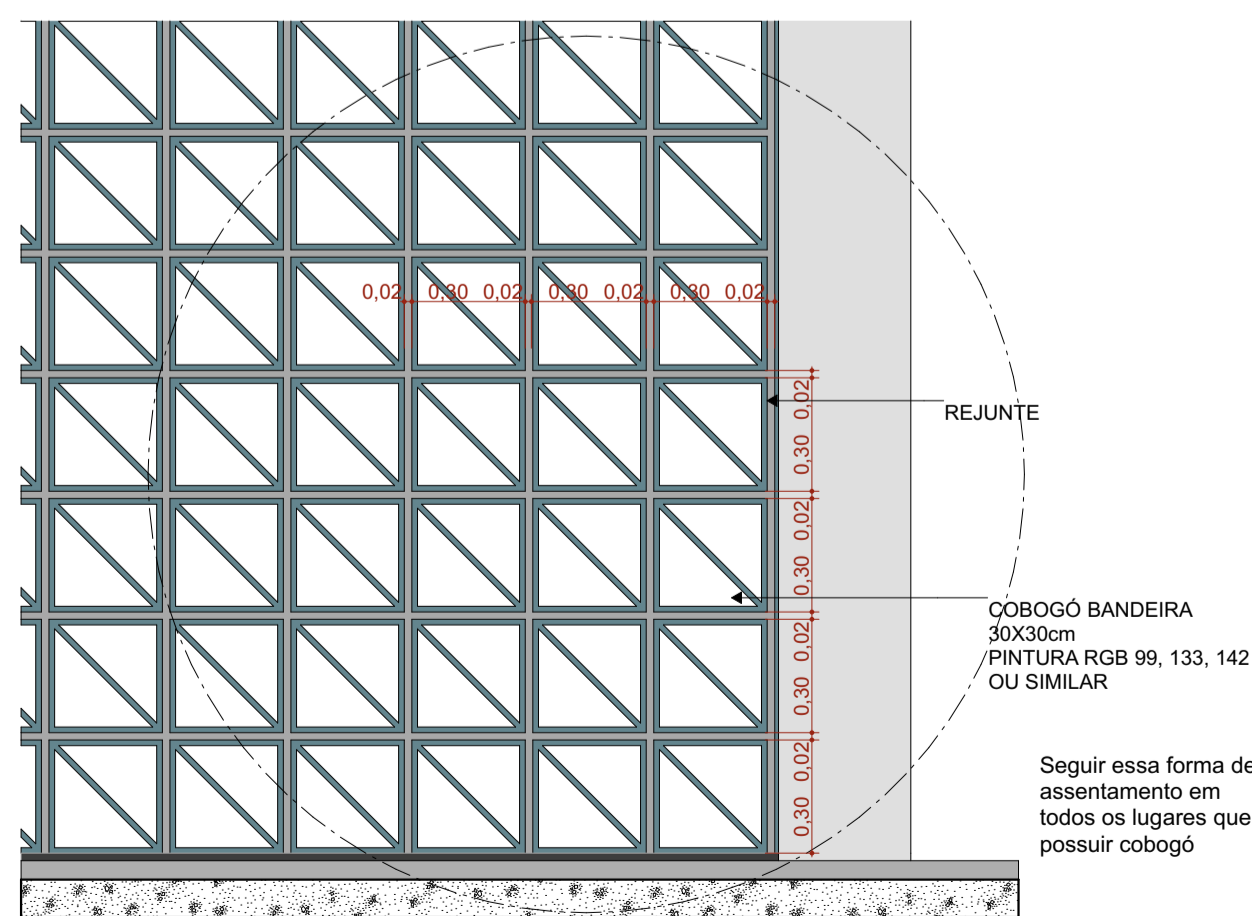 0,02 0,30 0,02 0,30 0,02 0,30 0,02
0,02
0,30
REJUNTE
0,02
0,30
COBOGÓ BANDEIRA
30X30cm
PINTURA RGB 99, 133, 142
OU SIMILAR
0,02
0,30
0,02
0,30
Seguir essa forma de
assentamento em
todos os lugares que
possuir cobogó